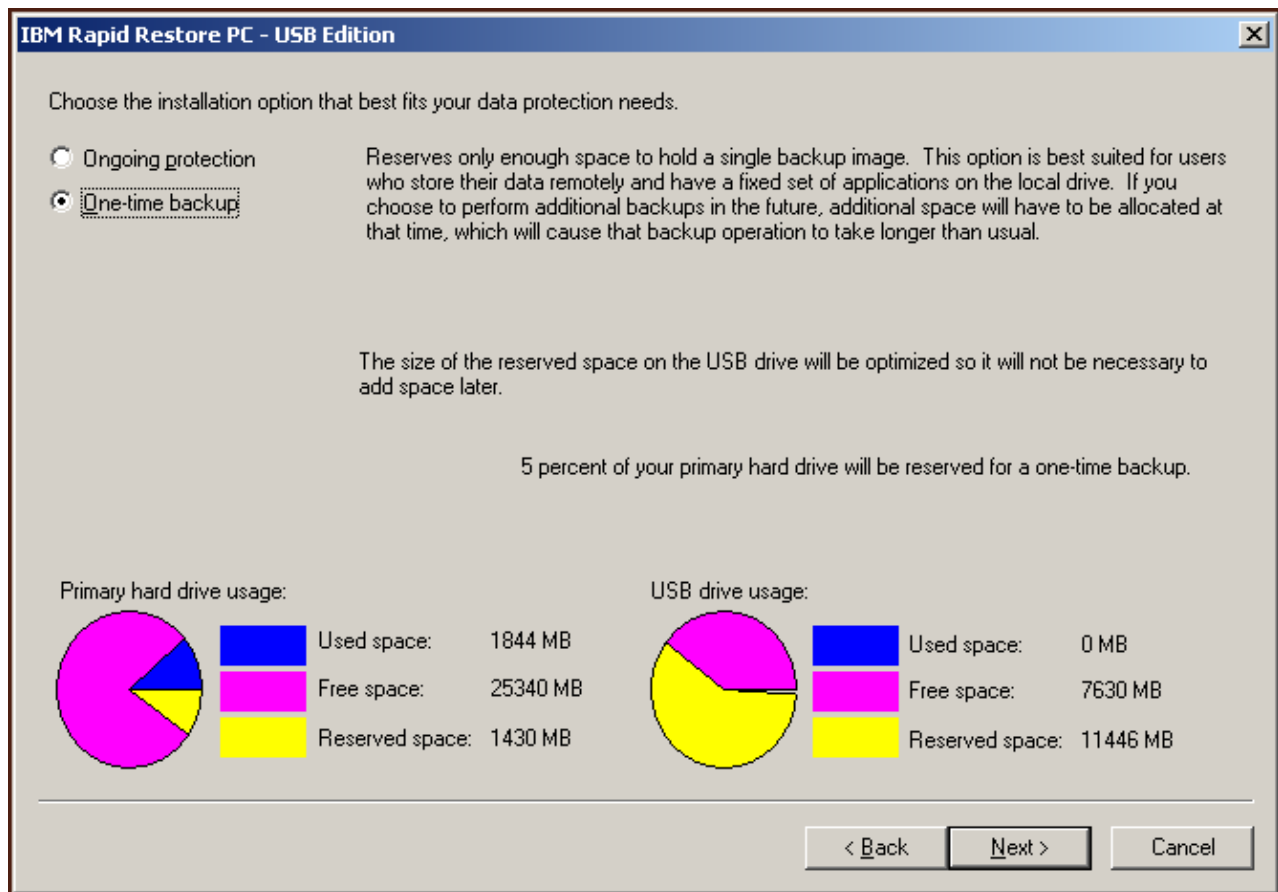 IBM Rapid Restore PC - USB Edition
Choose the installation option that best fits your data protection needs.
Ongoing protection
One-time backup
Reserves only enough space to hold a single backup image. This option is best suited for users
who store their data remotely and have a fixed set of applications on the local drive. If you
choose to perform additional backups in the future, additional space will have to be allocated at
that time, which will cause that backup operation to take longer than usual.
The size of the reserved space on the USB drive will be optimized so it will not be necessary to
add space later.
5 percent of your primary hard drive will be reserved for a one-time backup.
Primary hard drive usage:
Used space: 1844 MB
Free space: 25340 MB
Reserved space: 1430 MB
USB drive usage:
Used space: 0 MB
Free space: 7630 MB
Reserved space: 11446 MB
< Back
Next >
Cancel